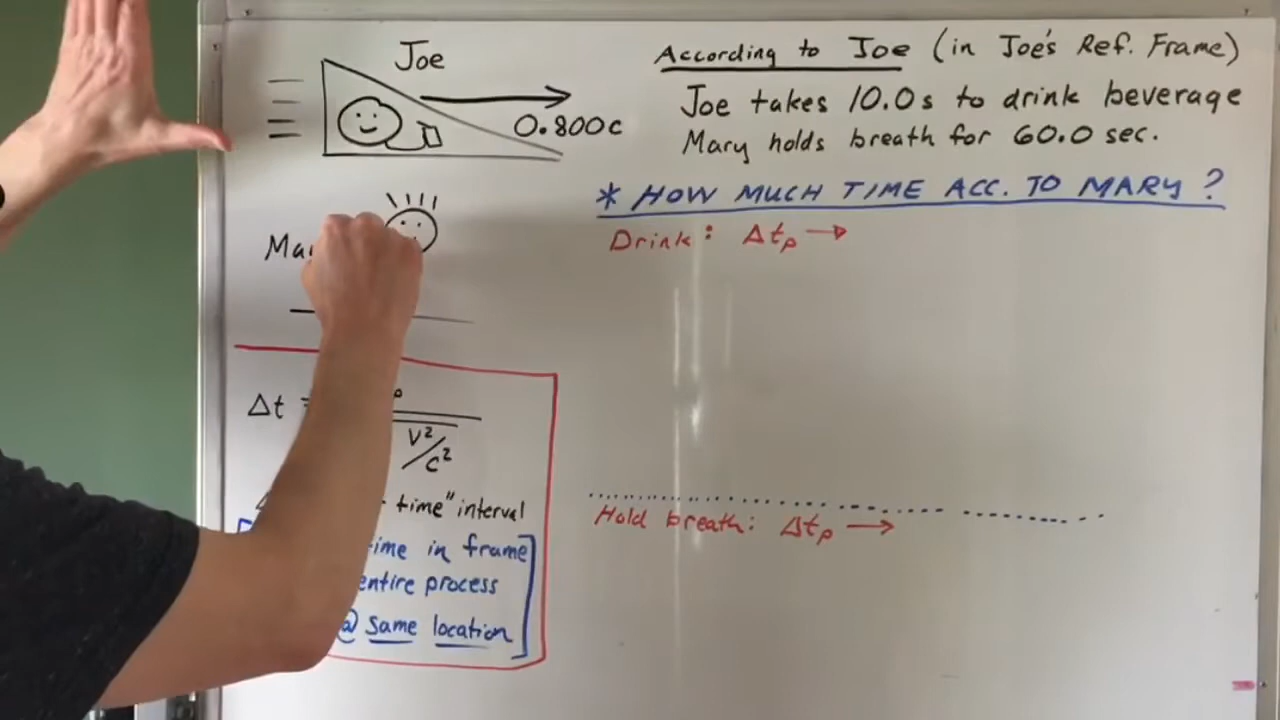 Joe
0.800c
According to Joe (in Joe's Ref. Frame)
Joe takes 10.0s to drink beverage
Mary holds breath for 60.0 sec.
* HOW MUCH TIME ACC. TO MARY?
Drink: Δtₚ →
Δt =
V²/C²
time" interval
in frame
entire process
@ same location
Hold breath: Δtₚ →